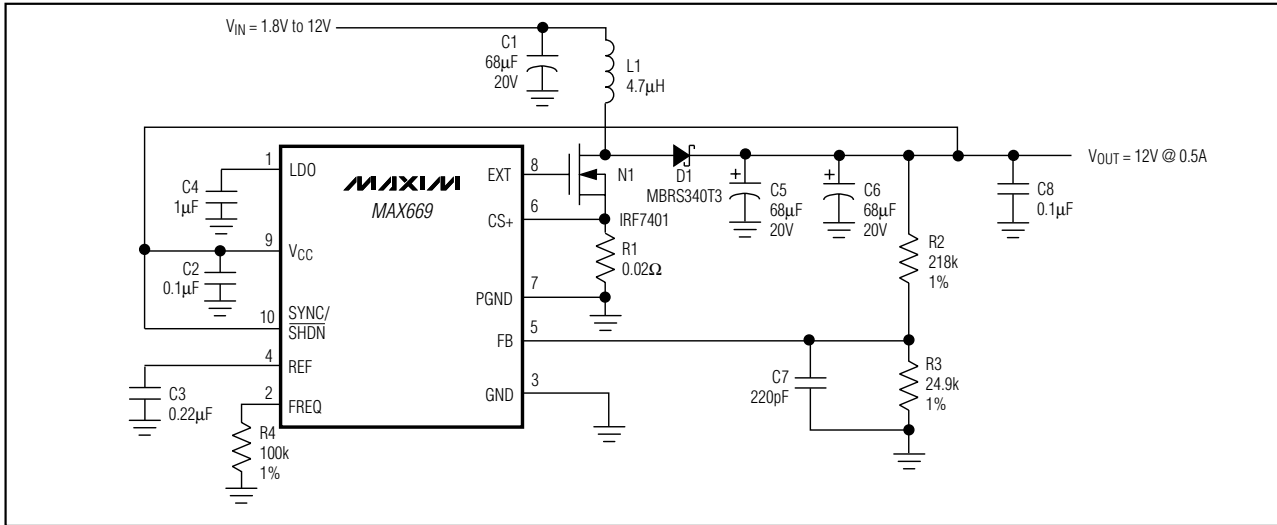 V_IN = 1.8V to 12V
C1
68µF
20V
L1
4.7µH
V_OUT = 12V @ 0.5A
1
LDO
C4
1µF
MAXIM
MAX669
EXT
8
N1
IRF7401
D1
MBRS340T3
C5
68µF
20V
C6
68µF
20V
C8
0.1µF
CS+
6
R1
0.02Ω
9
V_CC
C2
0.1µF
R2
218k
1%
PGND
7
10
SYNC/
SHDN
FB
5
4
REF
C3
0.22µF
C7
220pF
R3
24.9k
1%
GND
3
2
FREQ
R4
100k
1%